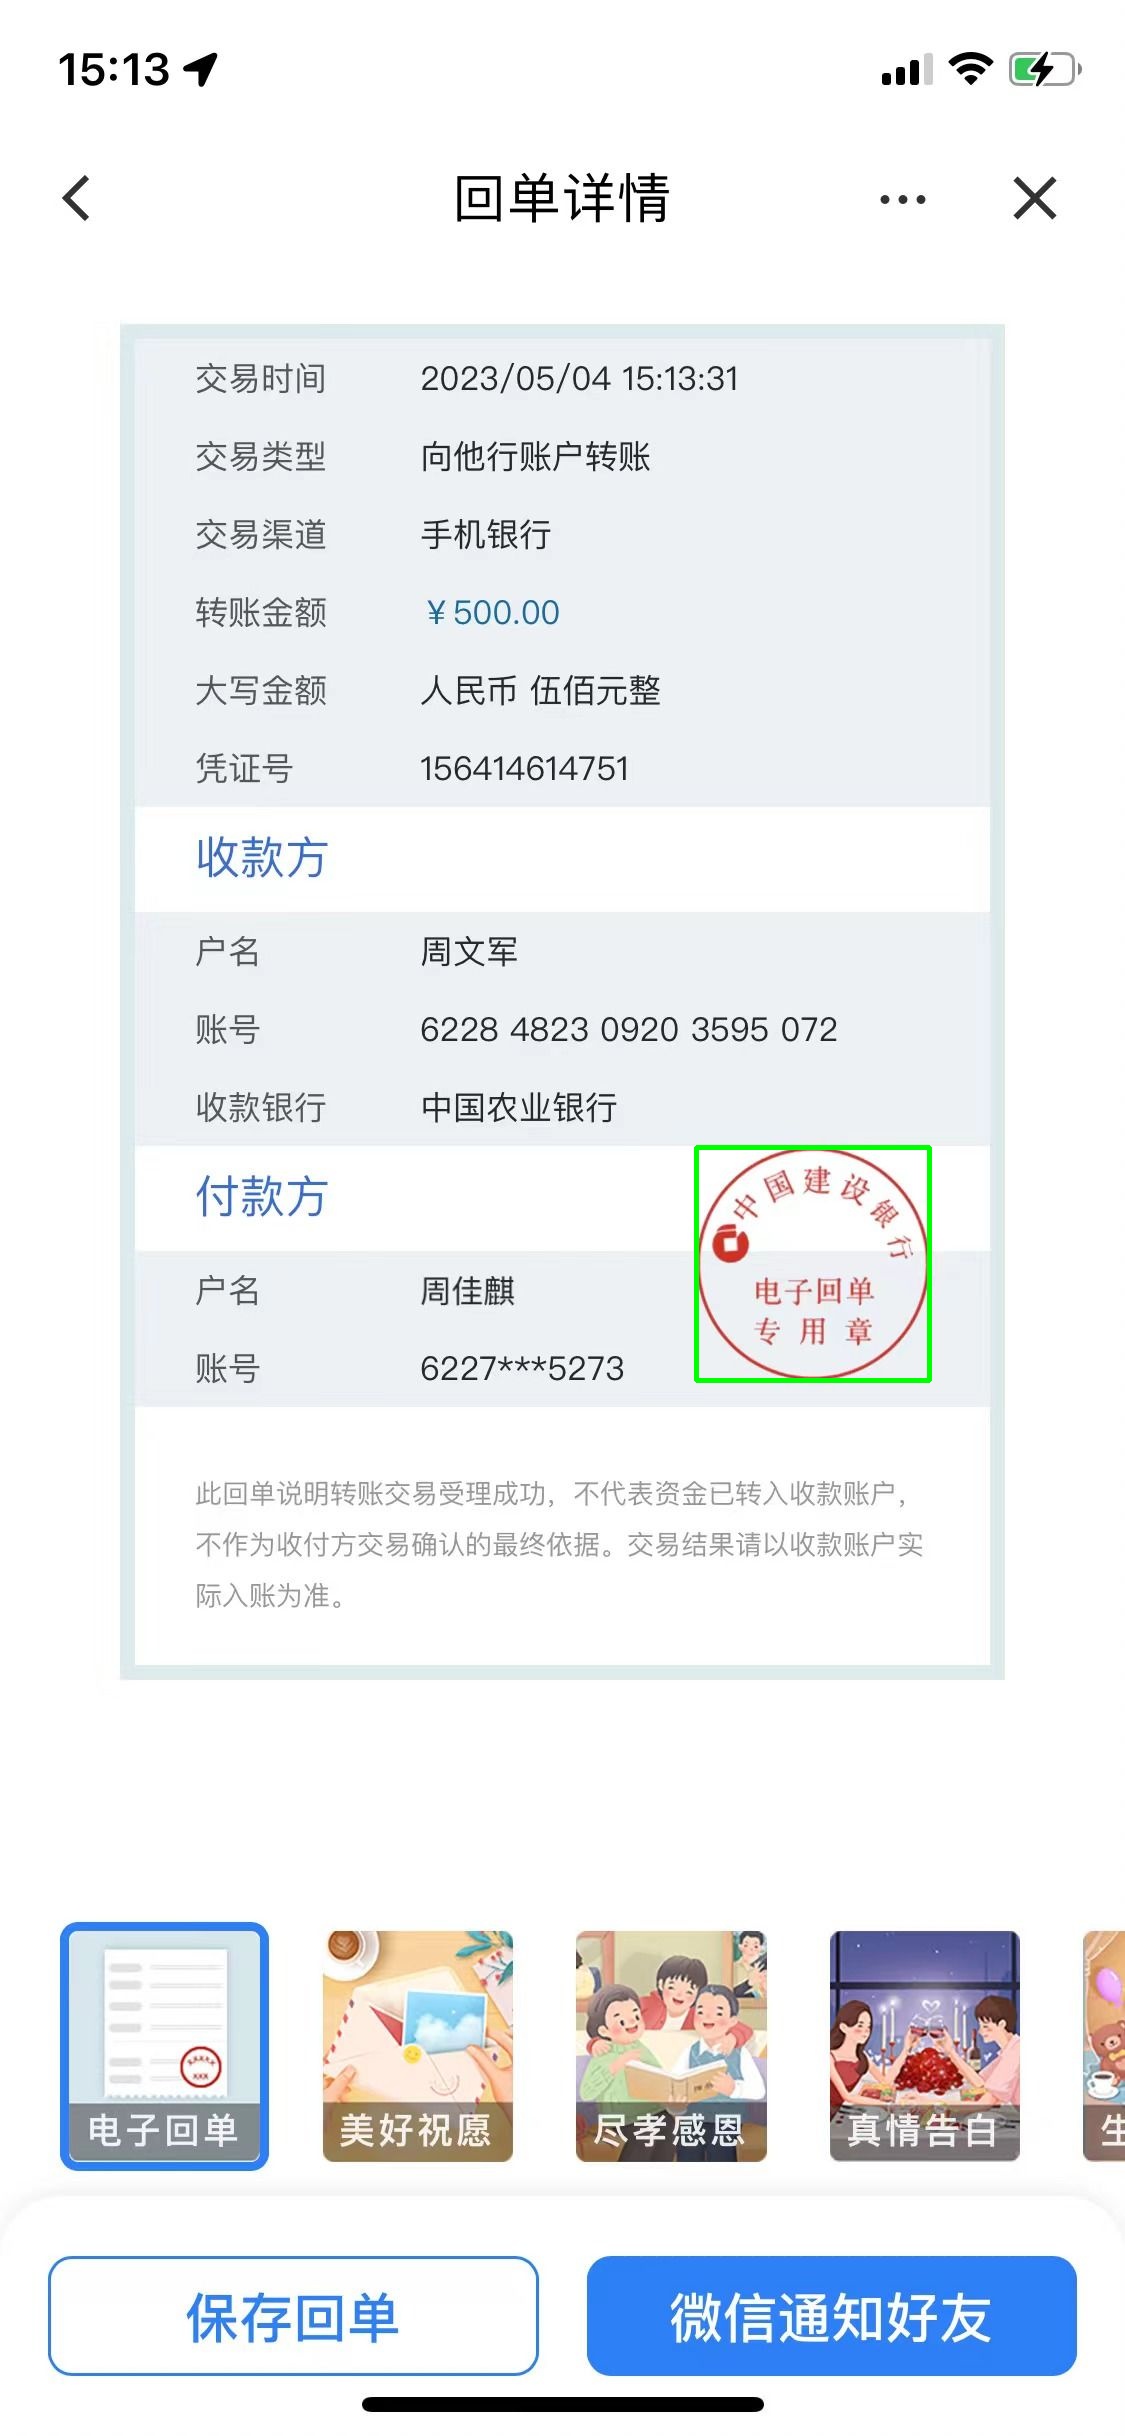 15:13
回单详情
交易时间 2023/05/04 15:13:31
交易类型 向他行账户转账
交易渠道 手机银行
转账金额 ￥500.00
大写金额 人民币 伍佰元整
凭证号 156414614751
收款方
户名 周文军
账号 6228 4823 0920 3595 072
收款银行 中国农业银行
付款方
中国建设银行
电子回单
专用章
户名 周佳麒
账号 6227***5273
此回单说明转账交易受理成功，不代表资金已转入收款账户，
不作为收付方交易确认的最终依据。交易结果请以收款账户实
际入账为准。
电子回单 美好祝愿 尽孝感恩 真情告白 生
保存回单 微信通知好友